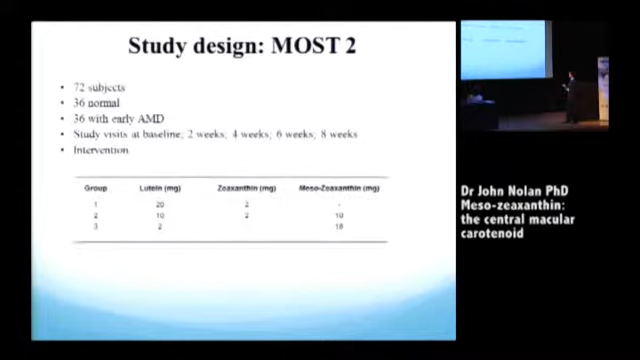 Study design: MOST 2
• 72 subjects
• 36 normal
• 36 with early AMD
• Study visits at baseline; 2 weeks; 4 weeks; 6 weeks; 8 weeks
• Intervention
Group Lutein (mg) Zeaxanthin (mg) Meso-Zeaxanthin (mg)
1 20 2 -
2 10 2 10
3 2 18
Dr John Nolan PhD
Meso-zeaxanthin:
the central macular
carotenoid